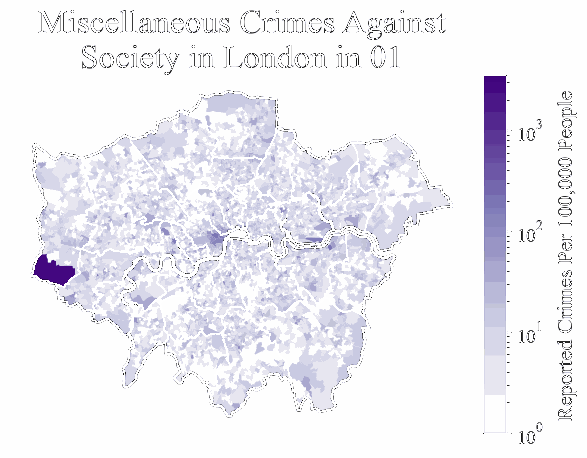 Miscellaneous Crimes Against
Society in London in 01
10³
10²
10¹
10⁰
Reported Crimes Per 100,000 People